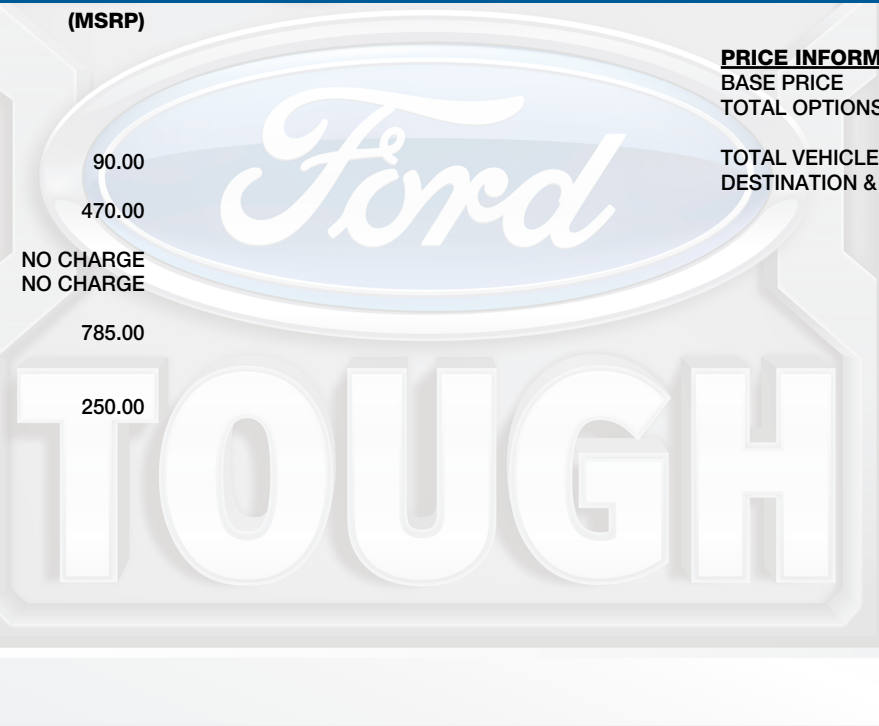 (MSRP)
PRICE INFORM
BASE PRICE
TOTAL OPTIONS
90.00
TOTAL VEHICLE
DESTINATION &
470.00
NO CHARGE
NO CHARGE
785.00
250.00
Ford
TOUGH